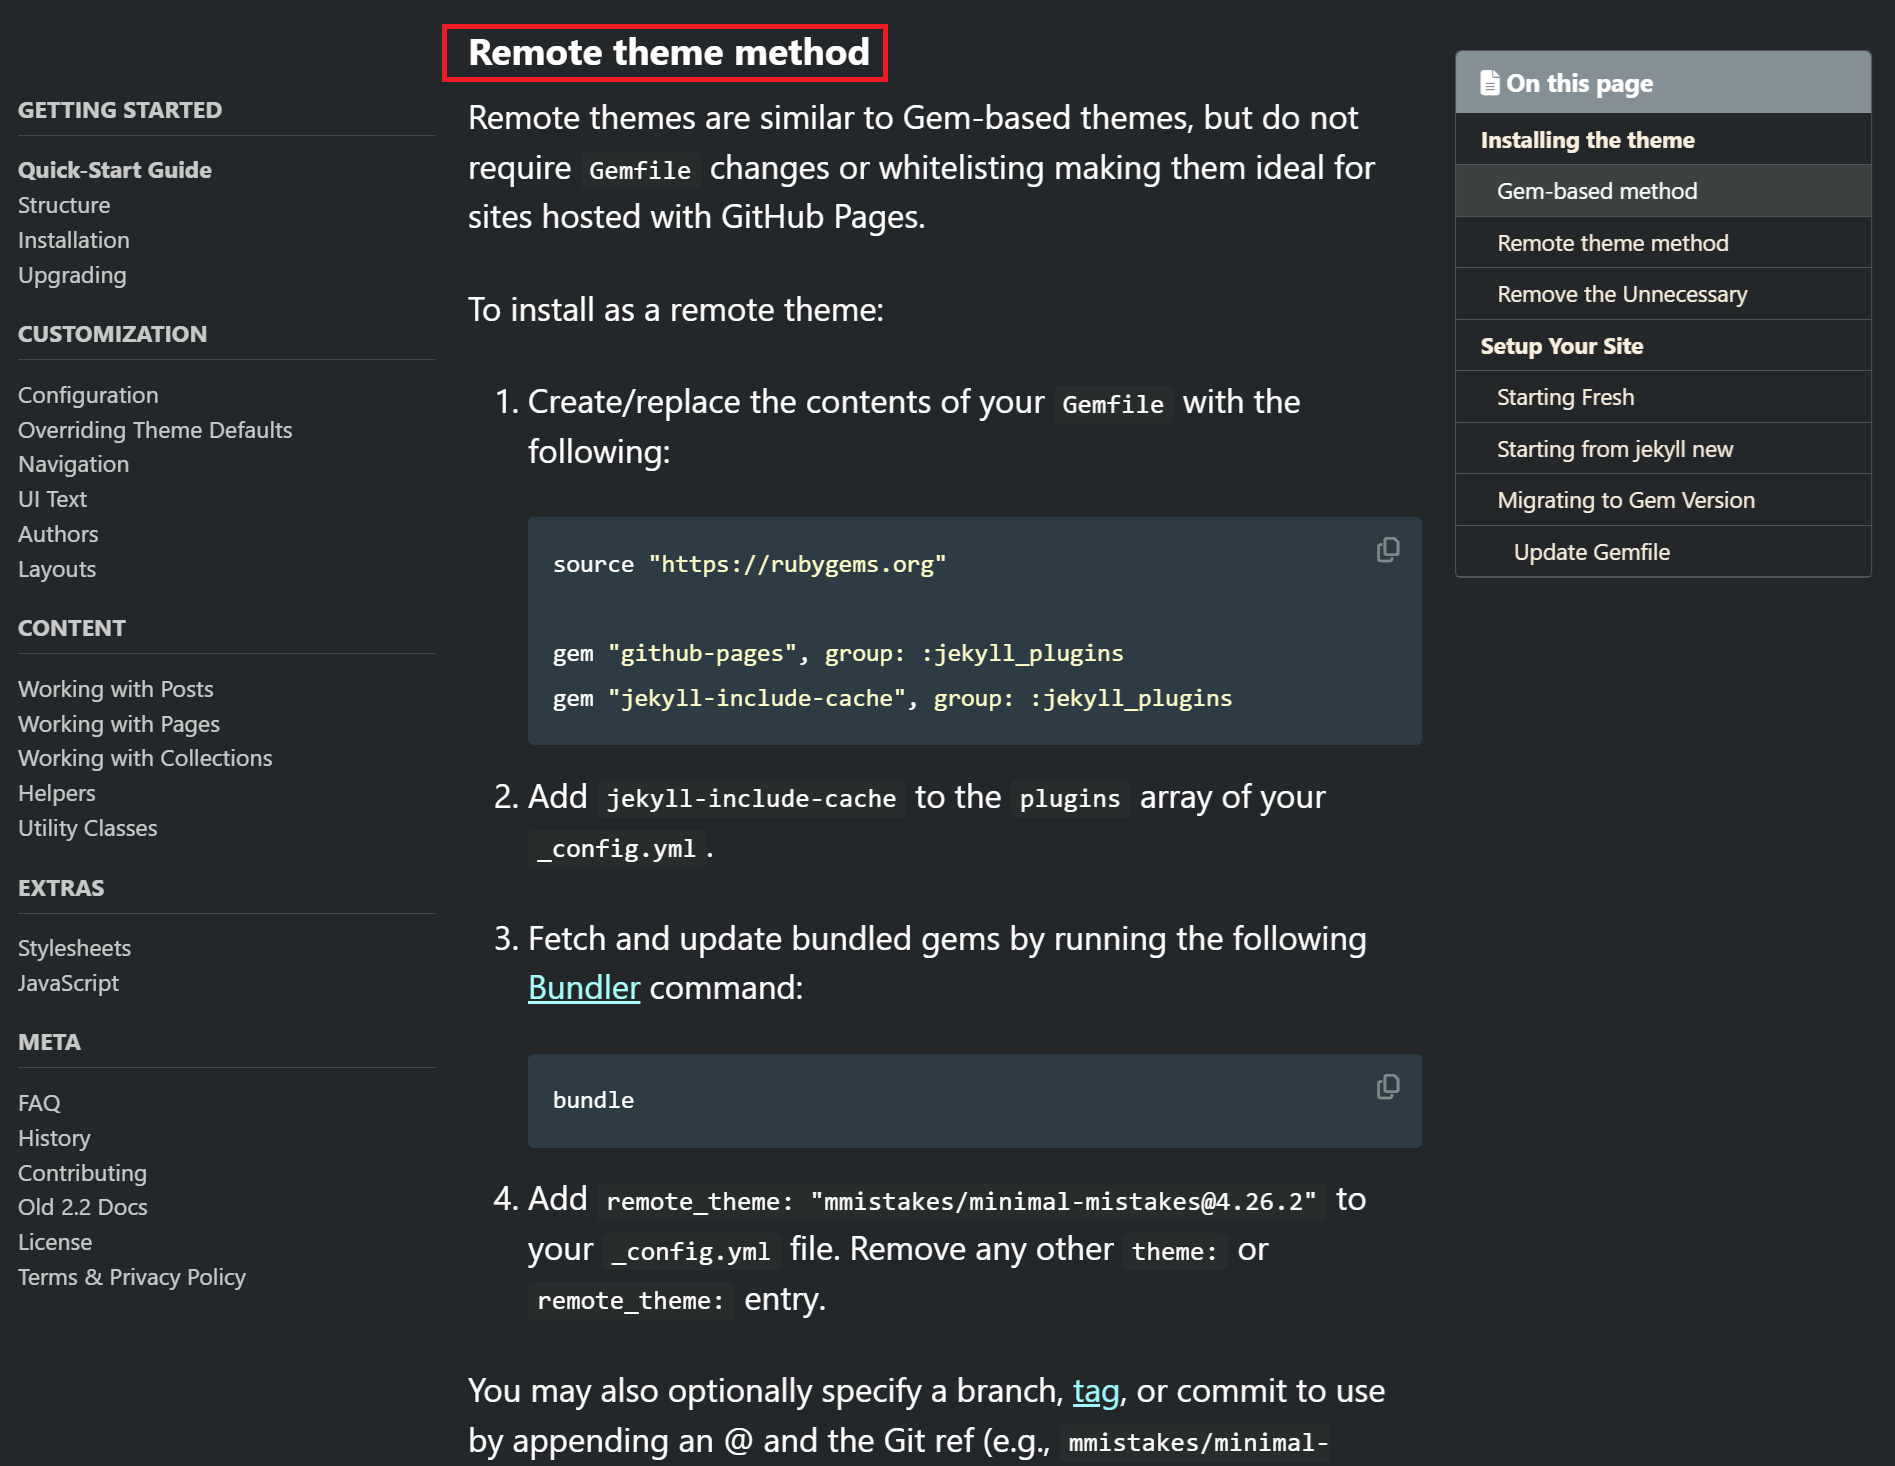 GETTING STARTED
Quick-Start Guide
Structure
Installation
Upgrading
CUSTOMIZATION
Configuration
Overriding Theme Defaults
Navigation
UI Text
Authors
Layouts
CONTENT
Working with Posts
Working with Pages
Working with Collections
Helpers
Utility Classes
EXTRAS
Stylesheets
JavaScript
META
FAQ
History
Contributing
Old 2.2 Docs
License
Terms & Privacy Policy
Remote theme method
Remote themes are similar to Gem-based themes, but do not
require Gemfile changes or whitelisting making them ideal for
sites hosted with GitHub Pages.
To install as a remote theme:
1. Create/replace the contents of your Gemfile with the
following:
source "https://rubygems.org"
gem "github-pages", group: :jekyll_plugins
gem "jekyll-include-cache", group: :jekyll_plugins
2. Add jekyll-include-cache to the plugins array of your
_config.yml.
3. Fetch and update bundled gems by running the following
Bundler command:
bundle
4. Add remote_theme: "mmistakes/minimal-mistakes@4.26.2" to
your _config.yml file. Remove any other theme: or
remote_theme: entry.
You may also optionally specify a branch, tag, or commit to use
by appending an @ and the Git ref (e.g., mmistakes/minimal-
On this page
Installing the theme
Gem-based method
Remote theme method
Remove the Unnecessary
Setup Your Site
Starting Fresh
Starting from jekyll new
Migrating to Gem Version
Update Gemfile